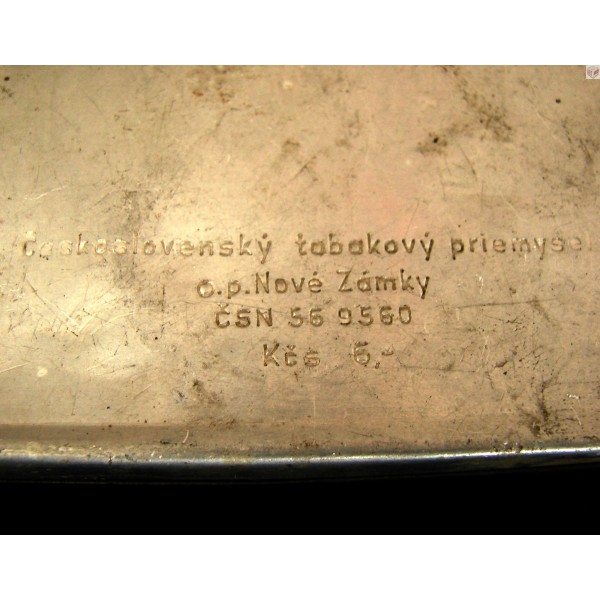 Československý tabakový priemysel
o.p. Nové Zámky
ČSN 56 9560
Kčs 6,-